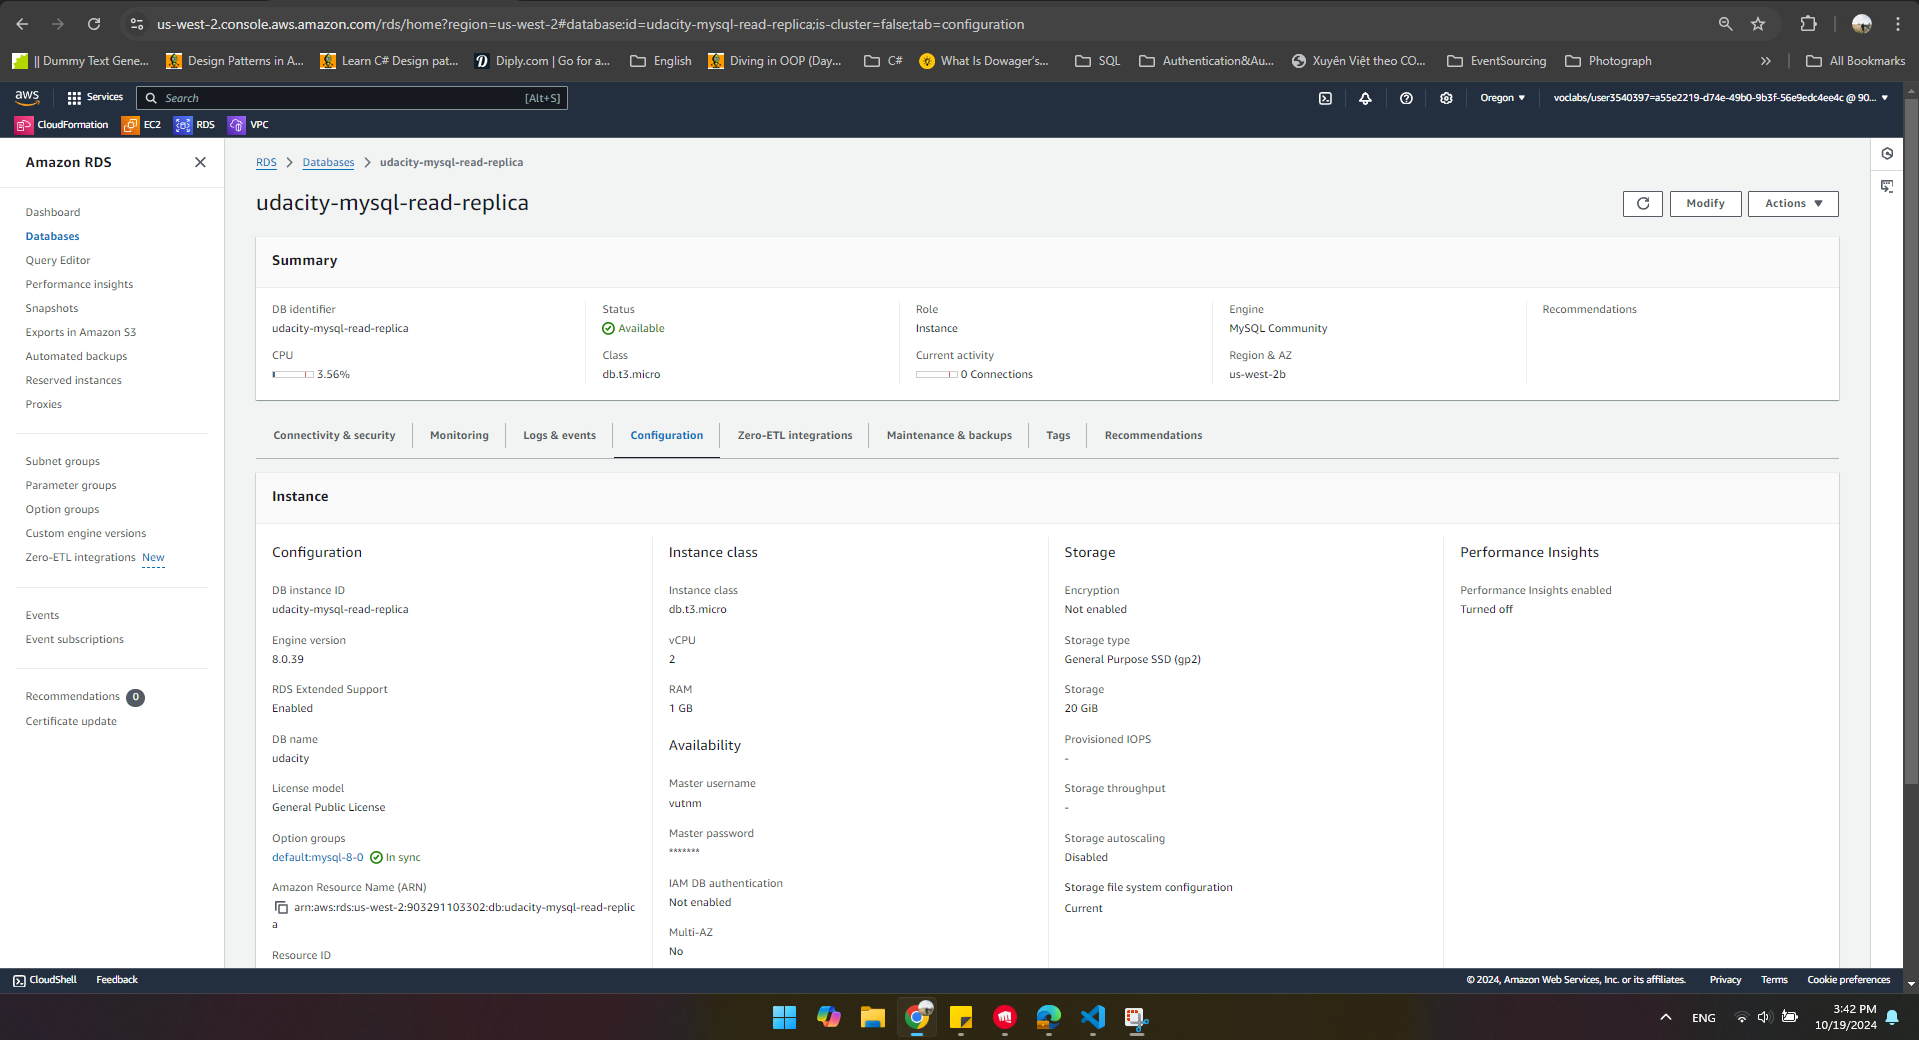 us-west-2.console.aws.amazon.com/rds/home?region=us-west-2#database:id=udacity-mysql-read-replica;is-cluster=false;tab=configuration
|| Dummy Text Gene... Design Patterns in A... Learn C# Design pat... Diply.com | Go for a... English Diving in OOP (Day... C# What Is Dowager's... SQL Authentication&Au... Xuyên Việt theo CO... EventSourcing Photograph » All Bookmarks
aws Services Search [Alt+S] Oregon ▼ voclabs/user3540397=a55e2219-d74e-49b0-9b3f-56e9edc4ee4c @ 90... ▼
CloudFormation EC2 RDS VPC
Amazon RDS
Dashboard
Databases
Query Editor
Performance insights
Snapshots
Exports in Amazon S3
Automated backups
Reserved instances
Proxies
Subnet groups
Parameter groups
Option groups
Custom engine versions
Zero-ETL integrations New
Events
Event subscriptions
Recommendations 0
Certificate update
RDS > Databases > udacity-mysql-read-replica
udacity-mysql-read-replica
Modify
Actions ▼
Summary
DB identifier
udacity-mysql-read-replica
CPU
3.56%
Status
Available
Class
db.t3.micro
Role
Instance
Current activity
0 Connections
Engine
MySQL Community
Region & AZ
us-west-2b
Recommendations
Connectivity & security Monitoring Logs & events Configuration Zero-ETL integrations Maintenance & backups Tags Recommendations
Instance
Configuration
DB instance ID
udacity-mysql-read-replica
Engine version
8.0.39
RDS Extended Support
Enabled
DB name
udacity
License model
General Public License
Option groups
default:mysql-8-0 In sync
Amazon Resource Name (ARN)
arn:aws:rds:us-west-2:903291103302:db:udacity-mysql-read-replic
a
Resource ID
Instance class
Instance class
db.t3.micro
vCPU
2
RAM
1 GB
Availability
Master username
vutnm
Master password
*******
IAM DB authentication
Not enabled
Multi-AZ
No
Storage
Encryption
Not enabled
Storage type
General Purpose SSD (gp2)
Storage
20 GiB
Provisioned IOPS
-
Storage throughput
-
Storage autoscaling
Disabled
Storage file system configuration
Current
Performance Insights
Performance Insights enabled
Turned off
CloudShell Feedback © 2024, Amazon Web Services, Inc. or its affiliates. Privacy Terms Cookie preferences
ENG
3:42 PM
10/19/2024